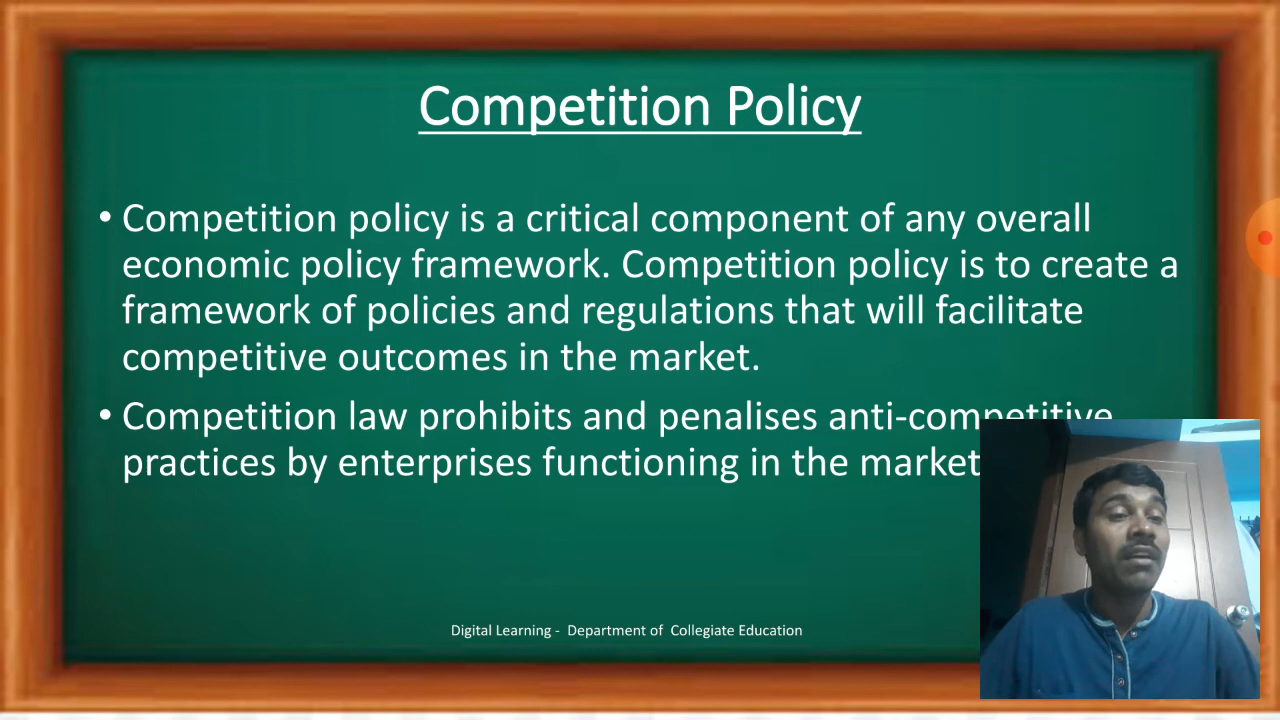 Competition Policy
• Competition policy is a critical component of any overall
economic policy framework. Competition policy is to create a
framework of policies and regulations that will facilitate
competitive outcomes in the market.
• Competition law prohibits and penalises anti-competitive
practices by enterprises functioning in the market
Digital Learning - Department of Collegiate Education